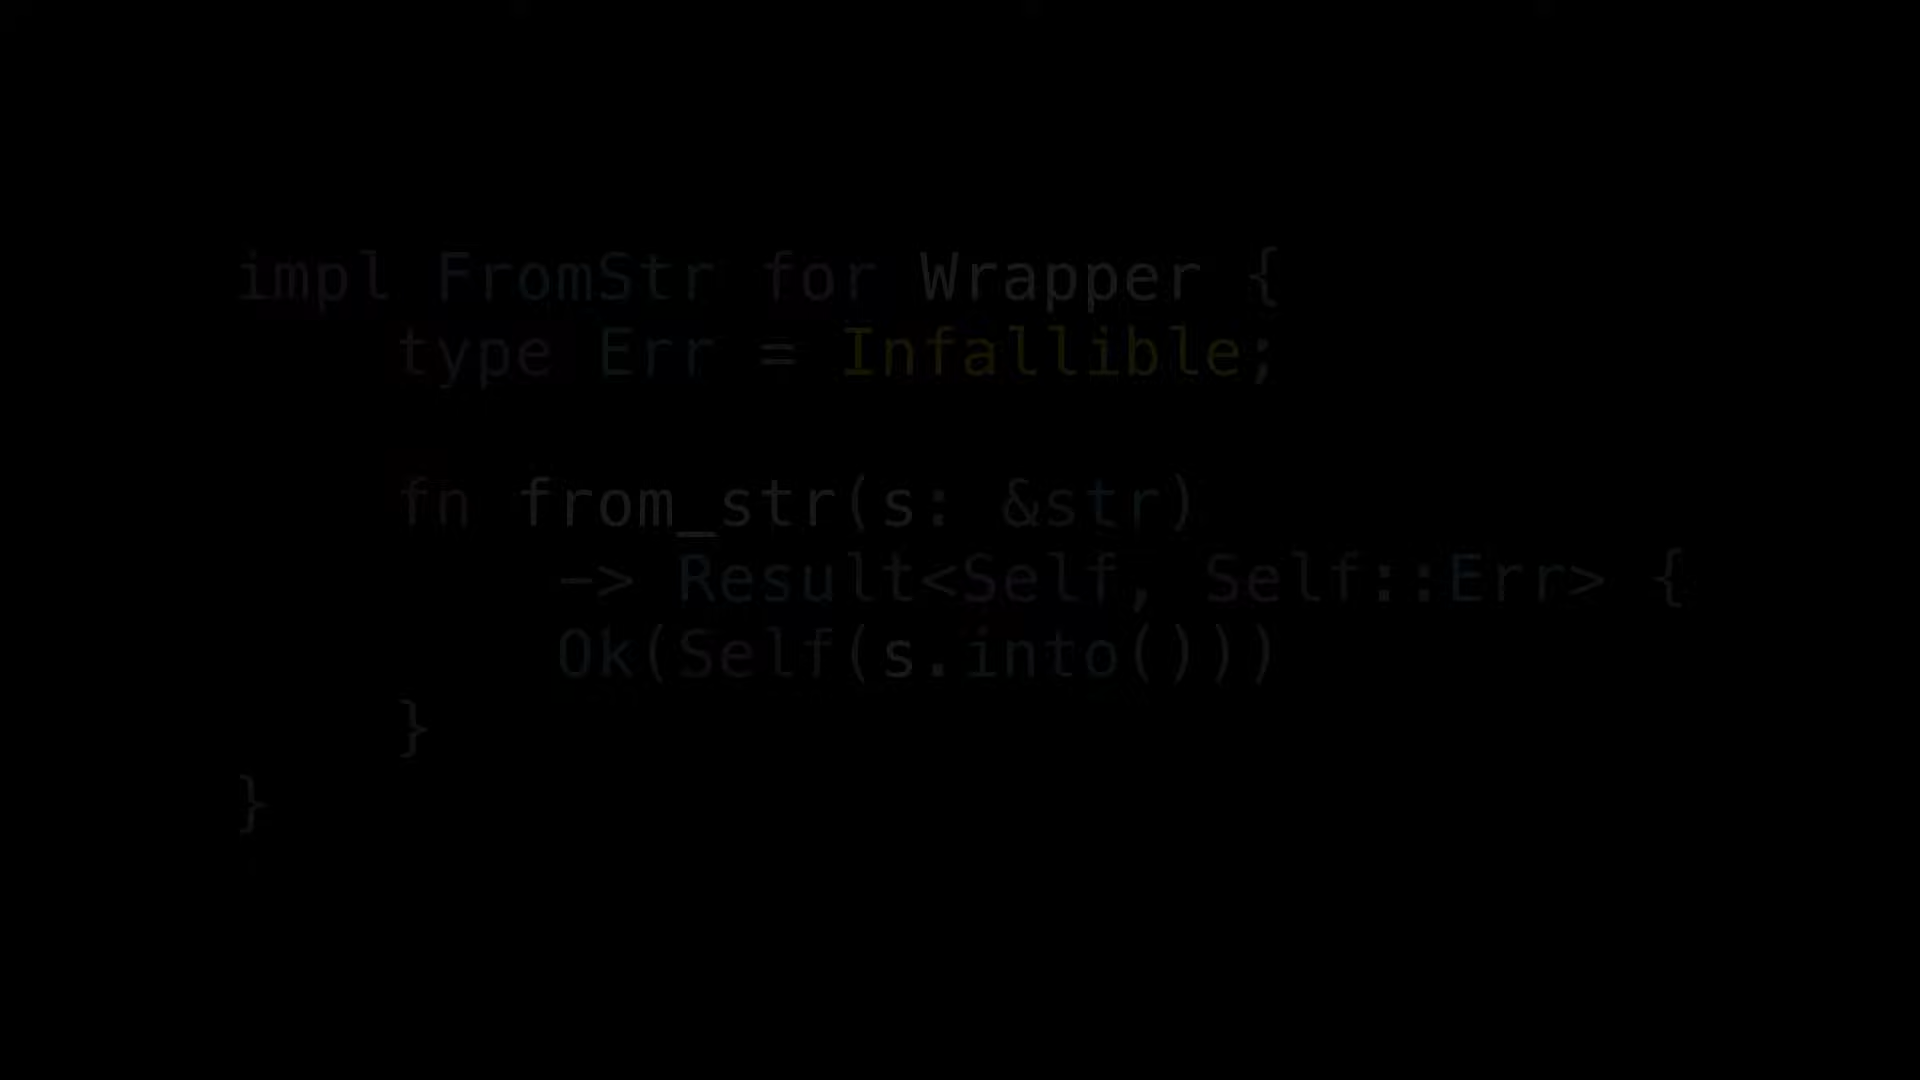 impl FromStr for Wrapper {
    type Err = Infallible;

    fn from_str(s: &str)
        -> Result<Self, Self::Err> {
        Ok(Self(s.into()))
    }
}